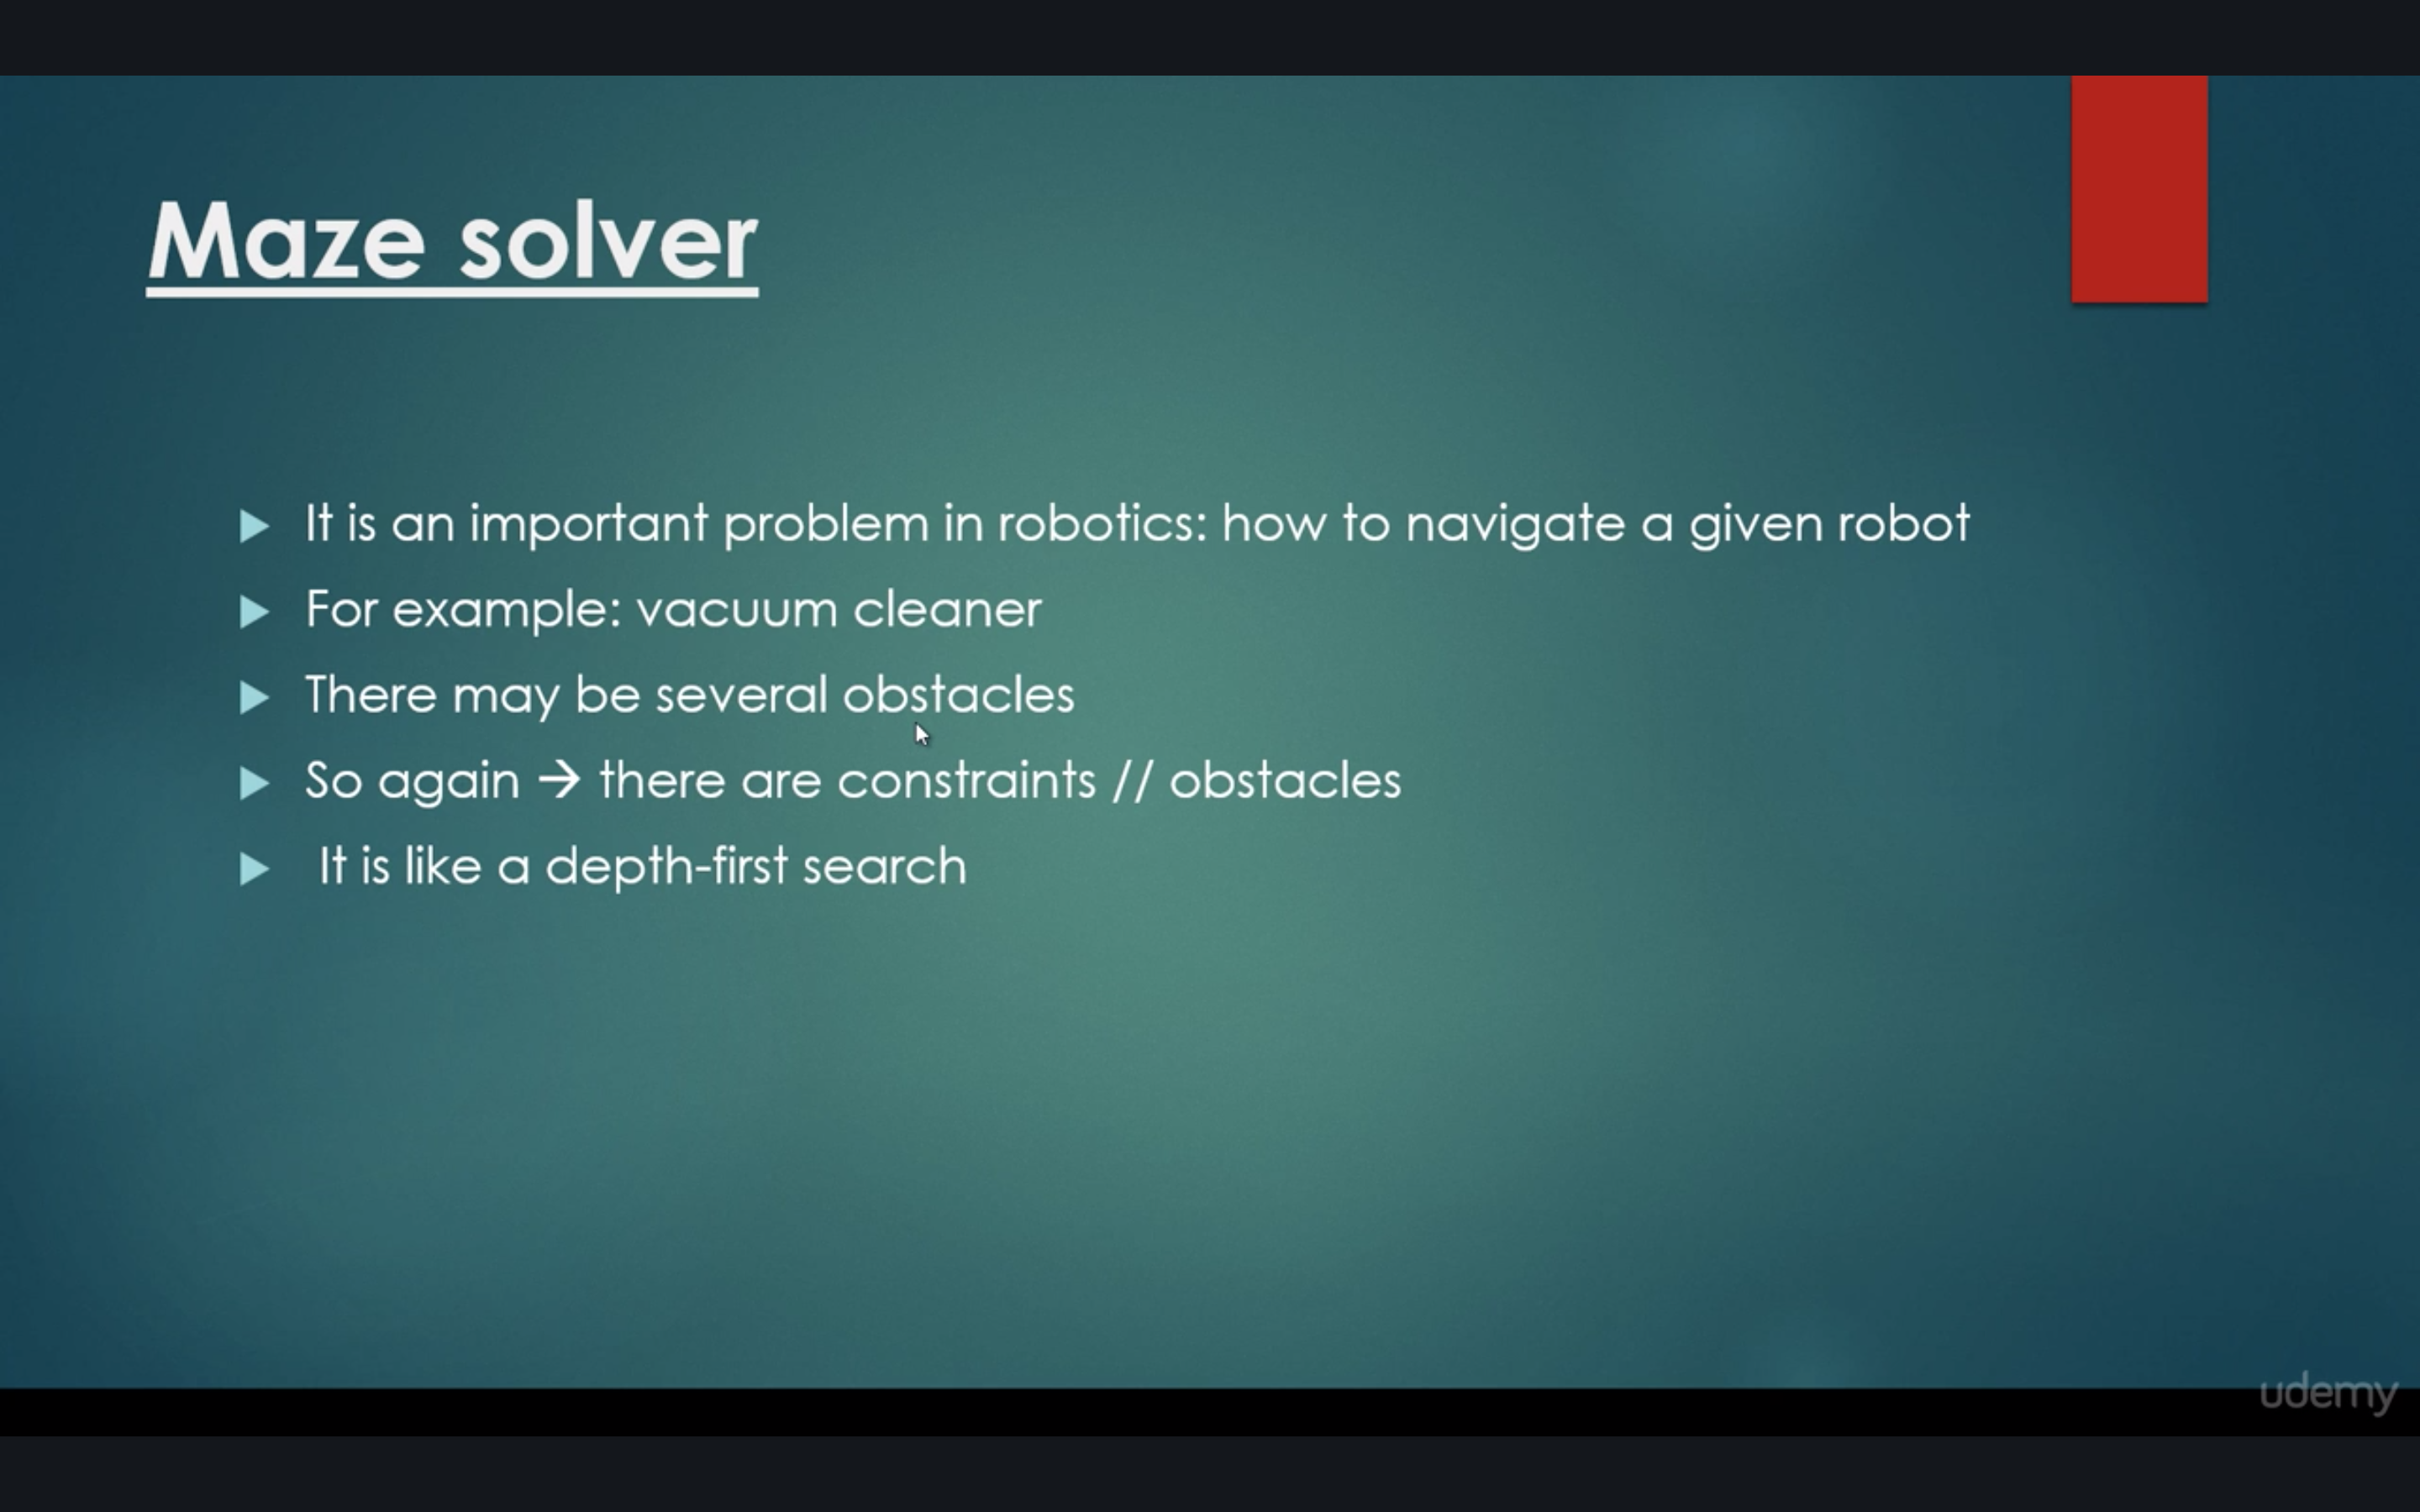 Maze solver
It is an important problem in robotics: how to navigate a given robot
For example: vacuum cleaner
There may be several obstacles
So again → there are constraints // obstacles
It is like a depth-first search
udemy